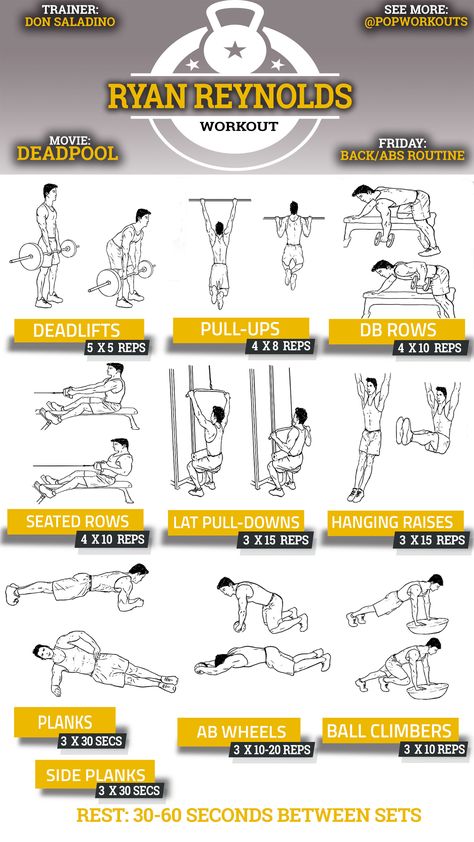 TRAINER:
DON SALADINO
SEE MORE:
@POPWORKOUTS
RYAN REYNOLDS
WORKOUT
MOVIE:
DEADPOOL
FRIDAY:
BACK/ABS ROUTINE
DEADLIFTS
5 X 5 REPS
PULL-UPS
4 X 8 REPS
DB ROWS
4 X 10 REPS
SEATED ROWS
4 X 10 REPS
LAT PULL-DOWNS
3 X 15 REPS
HANGING RAISES
3 X 15 REPS
PLANKS
3 X 30 SECS
SIDE PLANKS
3 X 30 SECS
AB WHEELS
3 X 10-20 REPS
BALL CLIMBERS
3 X 10 REPS
REST: 30-60 SECONDS BETWEEN SETS